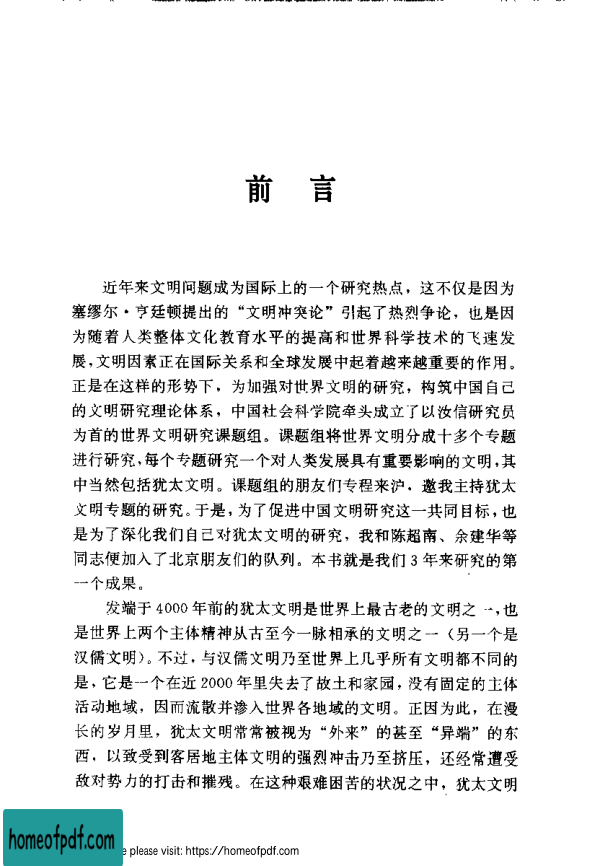 前 言
近年来文明问题成为国际上的一个研究热点，这不仅是因为
塞缪尔·亨廷顿提出的“文明冲突论”引起了热烈争论，也是因
为随着人类整体文化教育水平的提高和世界科学技术的飞速发
展，文明因素正在国际关系和全球发展中起着越来越重要的作用。
正是在这样的形势下，为加强对世界文明的研究，构筑中国自己
的文明研究理论体系，中国社会科学院牵头成立了以汝信研究员
为首的世界文明研究课题组。课题组将世界文明分成十多个专题
进行研究，每个专题研究一个对人类发展具有重要影响的文明，其
中当然包括犹太文明。课题组的朋友们专程来沪，邀我主持犹太
文明专题的研究。于是，为了促进中国文明研究这一共同目标，也
是为了深化我们自己对犹太文明的研究，我和陈超南、余建华等
同志便加入了北京朋友们的队列。本书就是我们3年来研究的第
一个成果。
发端于4000年前的犹太文明是世界上最古老的文明之一，也
是世界上两个主体精神从古至今一脉相承的文明之一（另一个是
汉儒文明）。不过，与汉儒文明乃至世界上几乎所有文明都不同的
是，它是一个在近2000年里失去了故土和家园，没有固定的主体
活动地域，因而流散并渗入世界各地域的文明。正因为此，在漫
长的岁月里，犹太文明常常被视为“外来”的甚至“异端”的东
西，以致受到客居地主体文明的强烈冲击乃至挤压，还经常遭受
敌对势力的打击和摧残。在这种艰难困苦的状况之中，犹太文明
homeofpdf.com
please visit: https://homeofpdf.com